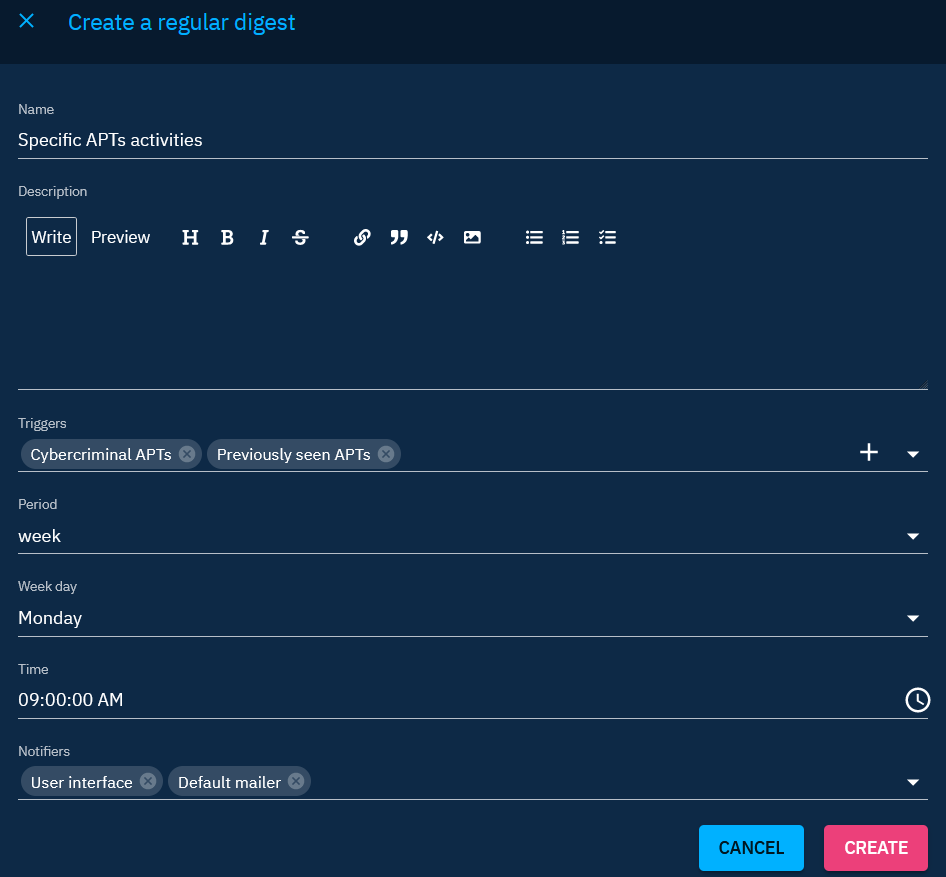 Create a regular digest
Name
Specific APTs activities
Description
Write Preview H B I S
Triggers
Cybercriminal APTs Previously seen APTs
Period
week
Week day
Monday
Time
09:00:00 AM
Notifiers
User interface Default mailer
CANCEL CREATE